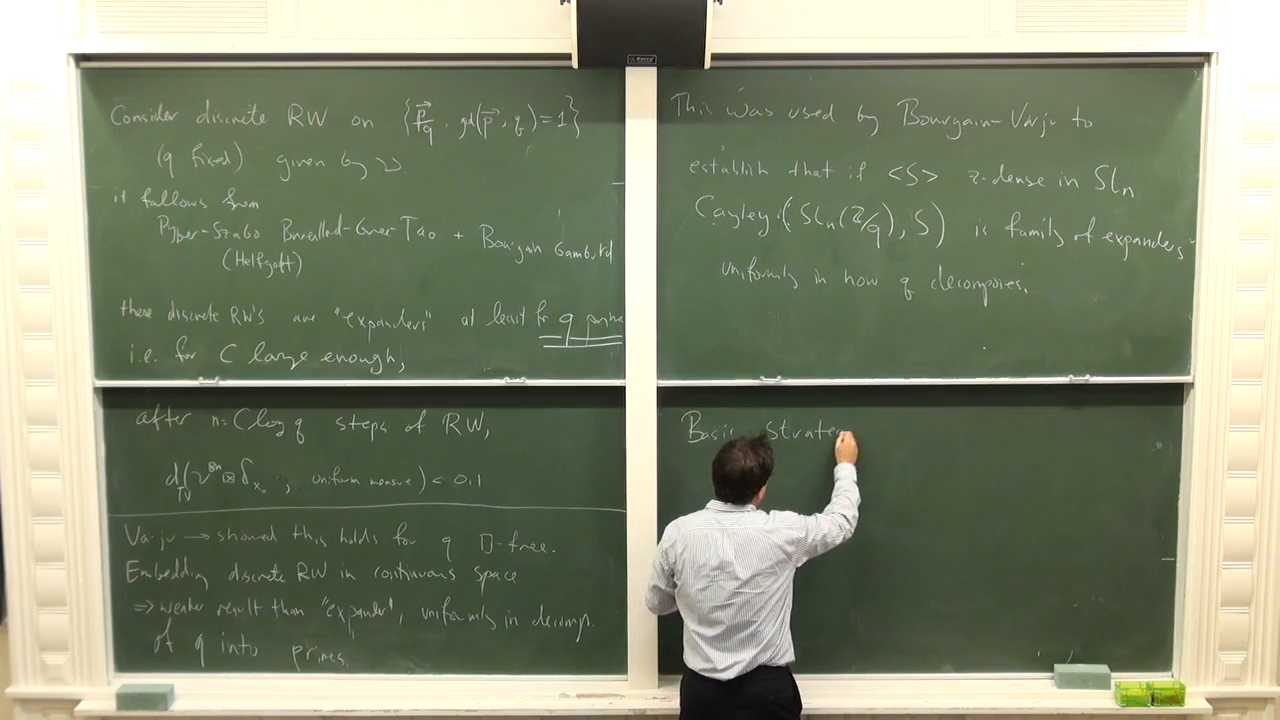 Consider discrete RW on { p⃗/q , gcd(p⃗, q) = 1 }
(q fixed) given by ν
it follows from
Pyber-Szabo Breuillard-Green-Tao + Bourgain Gamburd
(Helfgott)
these discrete RW's are "expanders" at least for q prime
i.e. for C large enough,
after n=C log q steps of RW,
d_TV(ν^{⊗n} ⊗ δ_{x_0} , uniform measure) < 0.1
Varju → showed this holds for q □-free.
Embedding discrete RW in continuous space
⇒ weaker result than "expander", uniformly in decomp.
of q into primes.
This was used by Bourgain-Varju to
establish that if <S> z-dense in SL_n
Cayley (SL_n(Z/q), S) is family of expanders
uniformly in how q decomposes.
Basic Strateg